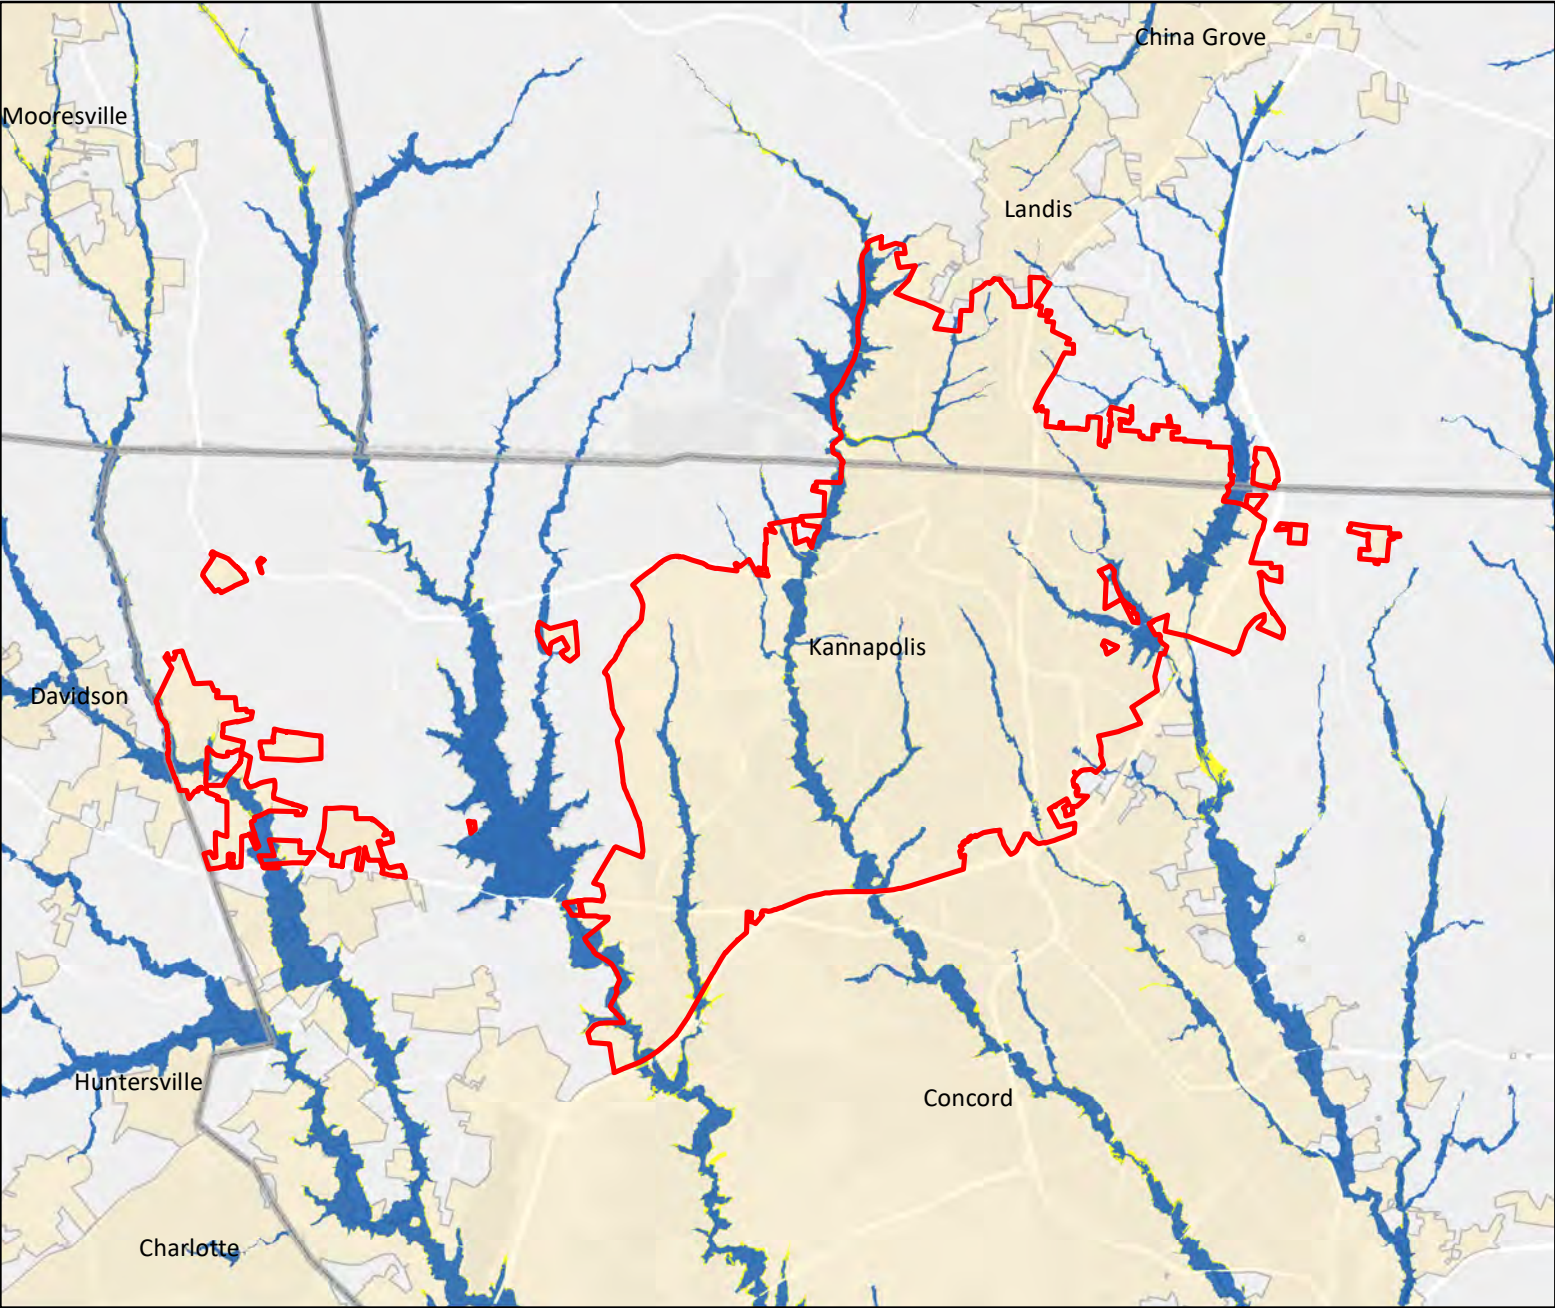 China Grove
Mooresville
Landis
Kannapolis
Davidson
Huntersville
Concord
Charlotte